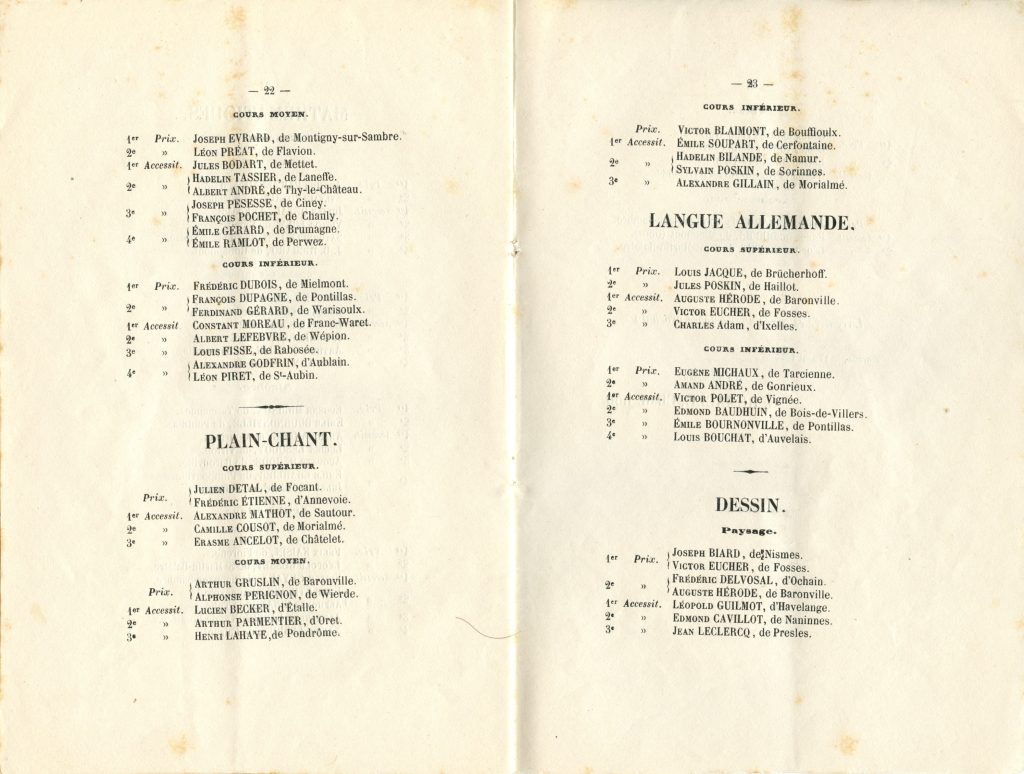 — 22 —
COURS MOYEN.
1er Prix. JOSEPH EVRARD, de Montigny-sur-Sambre.
2e » LÉON PRÉAT, de Flavion.
1er Accessit. JULES BODART, de Mettet.
2e » HADELIN TASSIER, de Laneffe.
ALBERT ANDRÉ, de Thy-le-Château.
3e » JOSEPH PESESSE, de Ciney.
FRANÇOIS POCHET, de Chanly.
4e » ÉMILE GÉRARD, de Brumagne.
ÉMILE RAMLOT, de Perwez.
COURS INFÉRIEUR.
1er Prix. FRÉDÉRIC DUBOIS, de Mielmont.
2e » FRANÇOIS DUPAGNE, de Pontillas.
FERDINAND GÉRARD, de Warisoulx.
1er Accessit CONSTANT MOREAU, de Franc-Waret.
2e » ALBERT LEFEBVRE, de Wépion.
3e » LOUIS FISSE, de Rabosée.
4e » ALEXANDRE GODFRIN, d'Aublain.
LÉON PIRET, de St-Aubin.
PLAIN-CHANT.
COURS SUPÉRIEUR.
Prix. JULIEN DETAL, de Focant.
FRÉDÉRIC ÉTIENNE, d'Annevoie.
1er Accessit. ALEXANDRE MATHOT, de Sautour.
2e » CAMILLE COUSOT, de Morialmé.
3e » ERASME ANCELOT, de Châtelet.
COURS MOYEN.
Prix. ARTHUR GRUSLIN, de Baronville.
ALPHONSE PERIGNON, de Wierde.
1er Accessit. LUCIEN BECKER, d'Étalle.
2e » ARTHUR PARMENTIER, d'Oret.
3e » HENRI LAHAYE, de Pondrôme.
— 23 —
COURS INFÉRIEUR.
Prix. VICTOR BLAIMONT, de Bouffioulx.
1er Accessit. ÉMILE SOUPART, de Cerfontaine.
2e » HADELIN BILANDE, de Namur.
SYLVAIN POSKIN, de Sorinnes.
3e » ALEXANDRE GILLAIN, de Morialmé.
LANGUE ALLEMANDE.
COURS SUPÉRIEUR.
1er Prix. LOUIS JACQUE, de Brücherhoff.
2e » JULES POSKIN, de Haillot.
1er Accessit. AUGUSTE HÉRODE, de Baronville.
2e » VICTOR EUCHER, de Fosses.
3e » CHARLES Adam, d'Ixelles.
COURS INFÉRIEUR.
1er Prix. EUGÈNE MICHAUX, de Tarcienne.
2e » AMAND ANDRÉ, de Gonrieux.
1er Accessit. VICTOR POLET, de Vignée.
2e » EDMOND BAUDHUIN, de Bois-de-Villers.
3e » ÉMILE BOURNONVILLE, de Pontillas.
4e » LOUIS BOUCHAT, d'Auvelais.
DESSIN.
Paysage.
1er Prix. JOSEPH BIARD, de Nismes.
VICTOR EUCHER, de Fosses.
2e » FRÉDÉRIC DELVOSAL, d'Ochain.
AUGUSTE HÉRODE, de Baronville.
1er Accessit. LÉOPOLD GUILMOT, d'Havelange.
2e » EDMOND CAVILLOT, de Naninnes.
3e » JEAN LECLERCQ, de Presles.